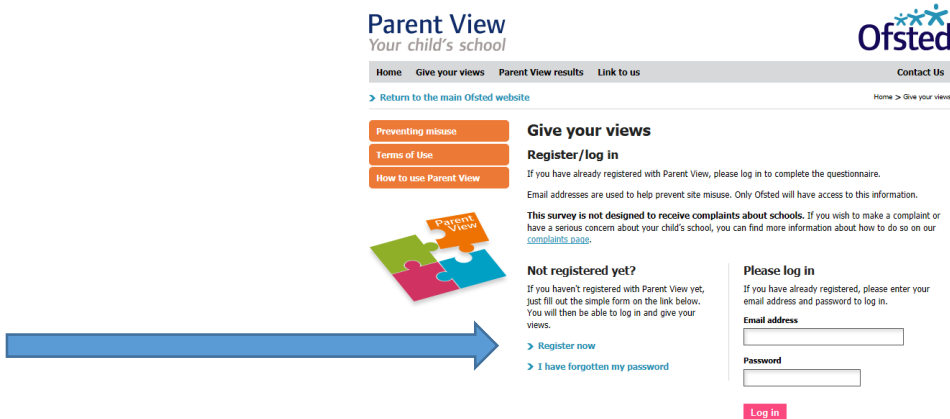 Parent View
Your child's school
Ofsted
Home Give your views Parent View results Link to us Contact Us
Return to the main Ofsted website
Home > Give your views
Preventing misuse
Terms of Use
How to use Parent View
Parent View
Give your views
Register/log in
If you have already registered with Parent View, please log in to complete the questionnaire.
Email addresses are used to help prevent site misuse. Only Ofsted will have access to this information.
This survey is not designed to receive complaints about schools. If you wish to make a complaint or
have a serious concern about your child's school, you can find more information about how to do so on our
complaints page.
Not registered yet?
If you haven't registered with Parent View yet,
just fill out the simple form on the link below.
You will then be able to log in and give your
views.
Register now
I have forgotten my password
Please log in
If you have already registered, please enter your
email address and password to log in.
Email address
Password
Log in